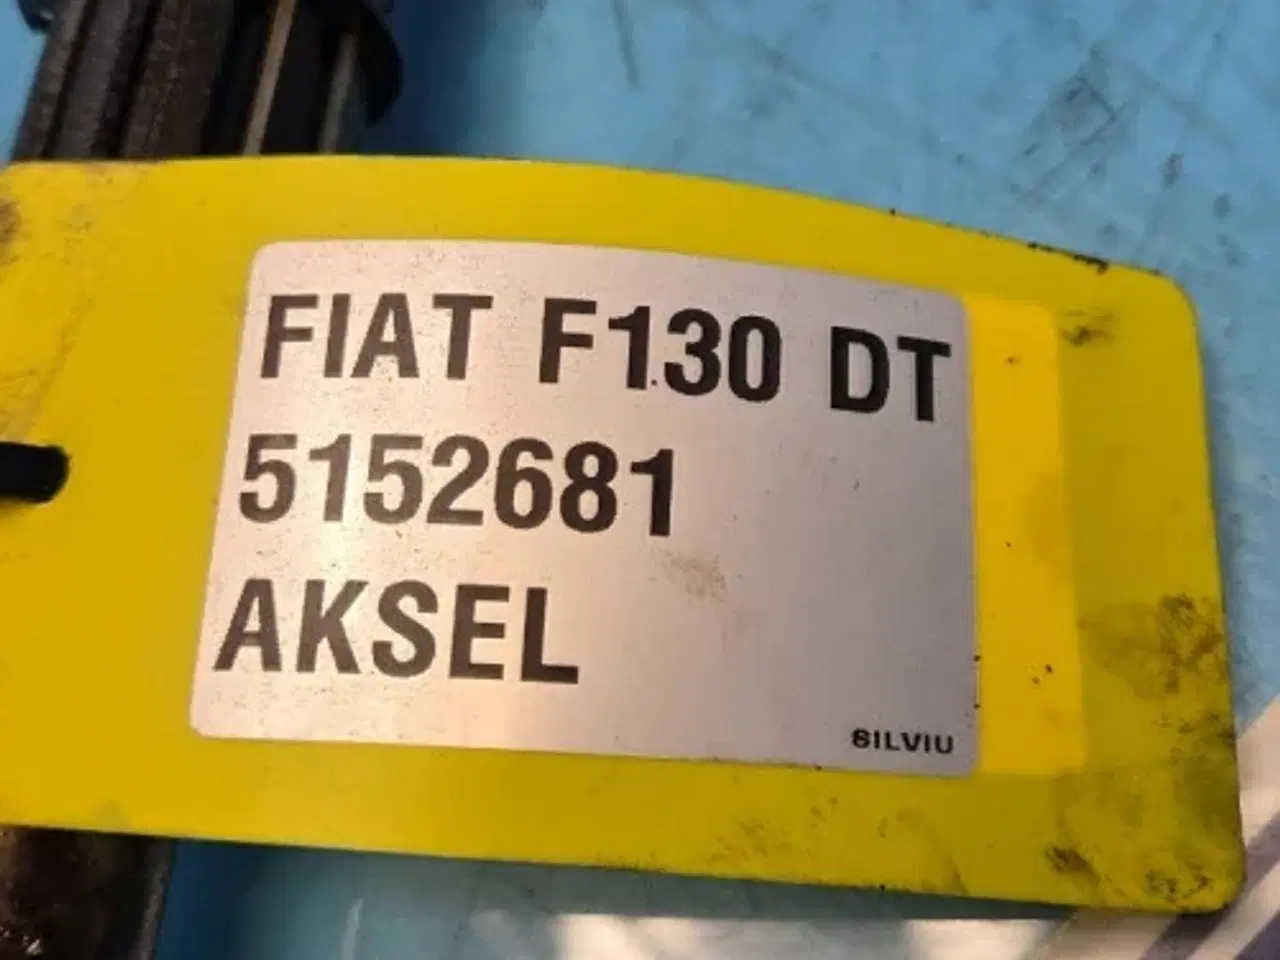 FIAT F130 DT
5152681
AKSEL
SILVIU